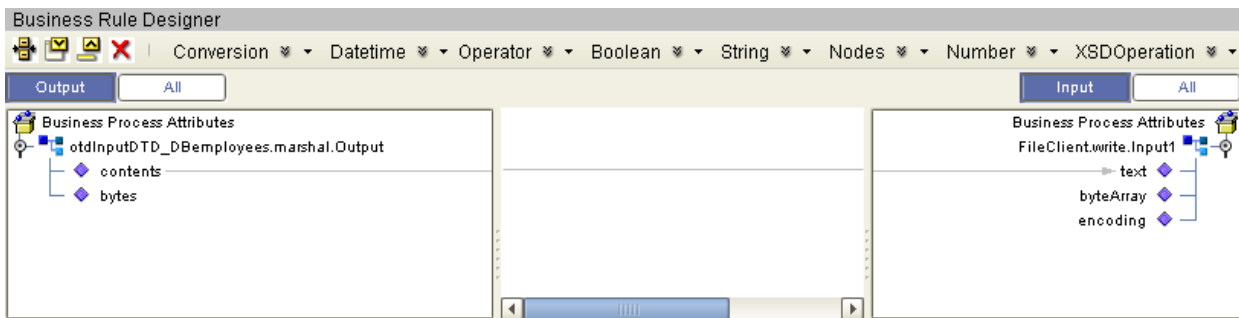 Business Rule Designer
Conversion Datetime Operator Boolean String Nodes Number XSDOperation
Output All Input All
Business Process Attributes Business Process Attributes
otdInputDTD_DBemployees.marshal.Output FileClient.write.Input1
contents text
bytes byteArray
encoding